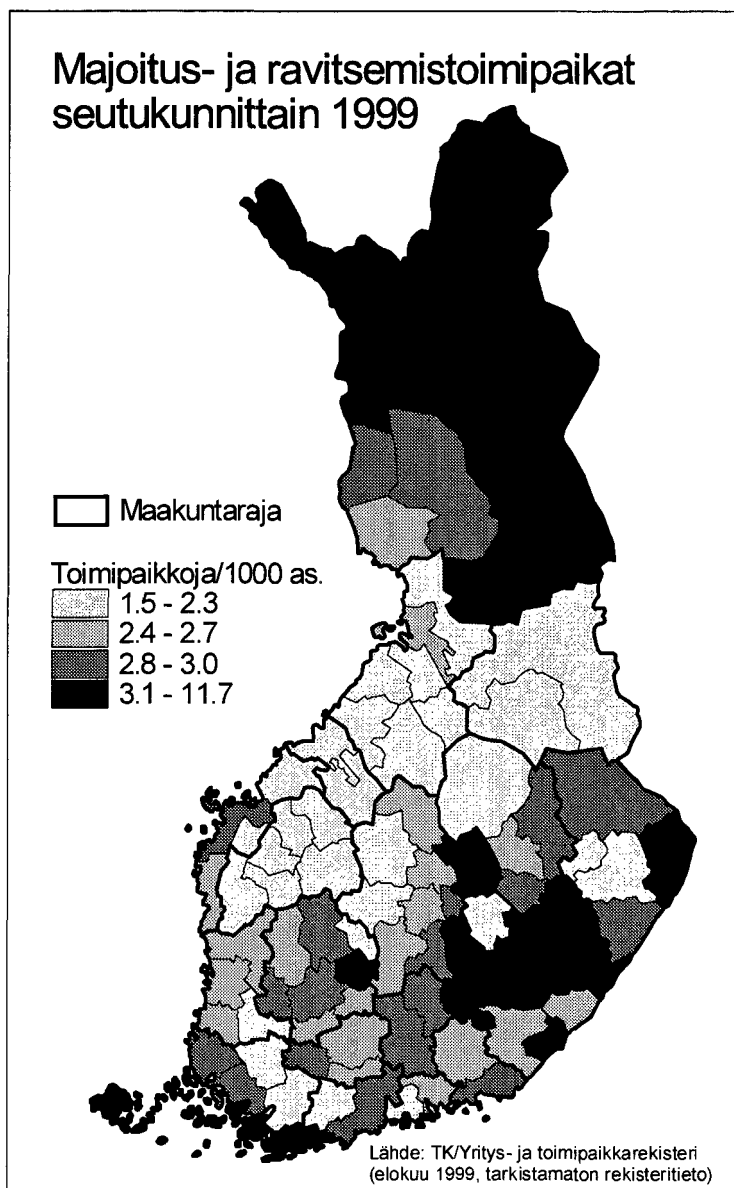 Majoitus- ja ravitsemistoimipaikat
seutukunnittain 1999
Maakuntaraja
Toimipaikkoja/1000 as.
1.5 - 2.3
2.4 - 2.7
2.8 - 3.0
3.1 - 11.7
Lähde: TK/Yritys- ja toimipaikkarekisteri
(elokuu 1999, tarkistamaton rekisteritieto)